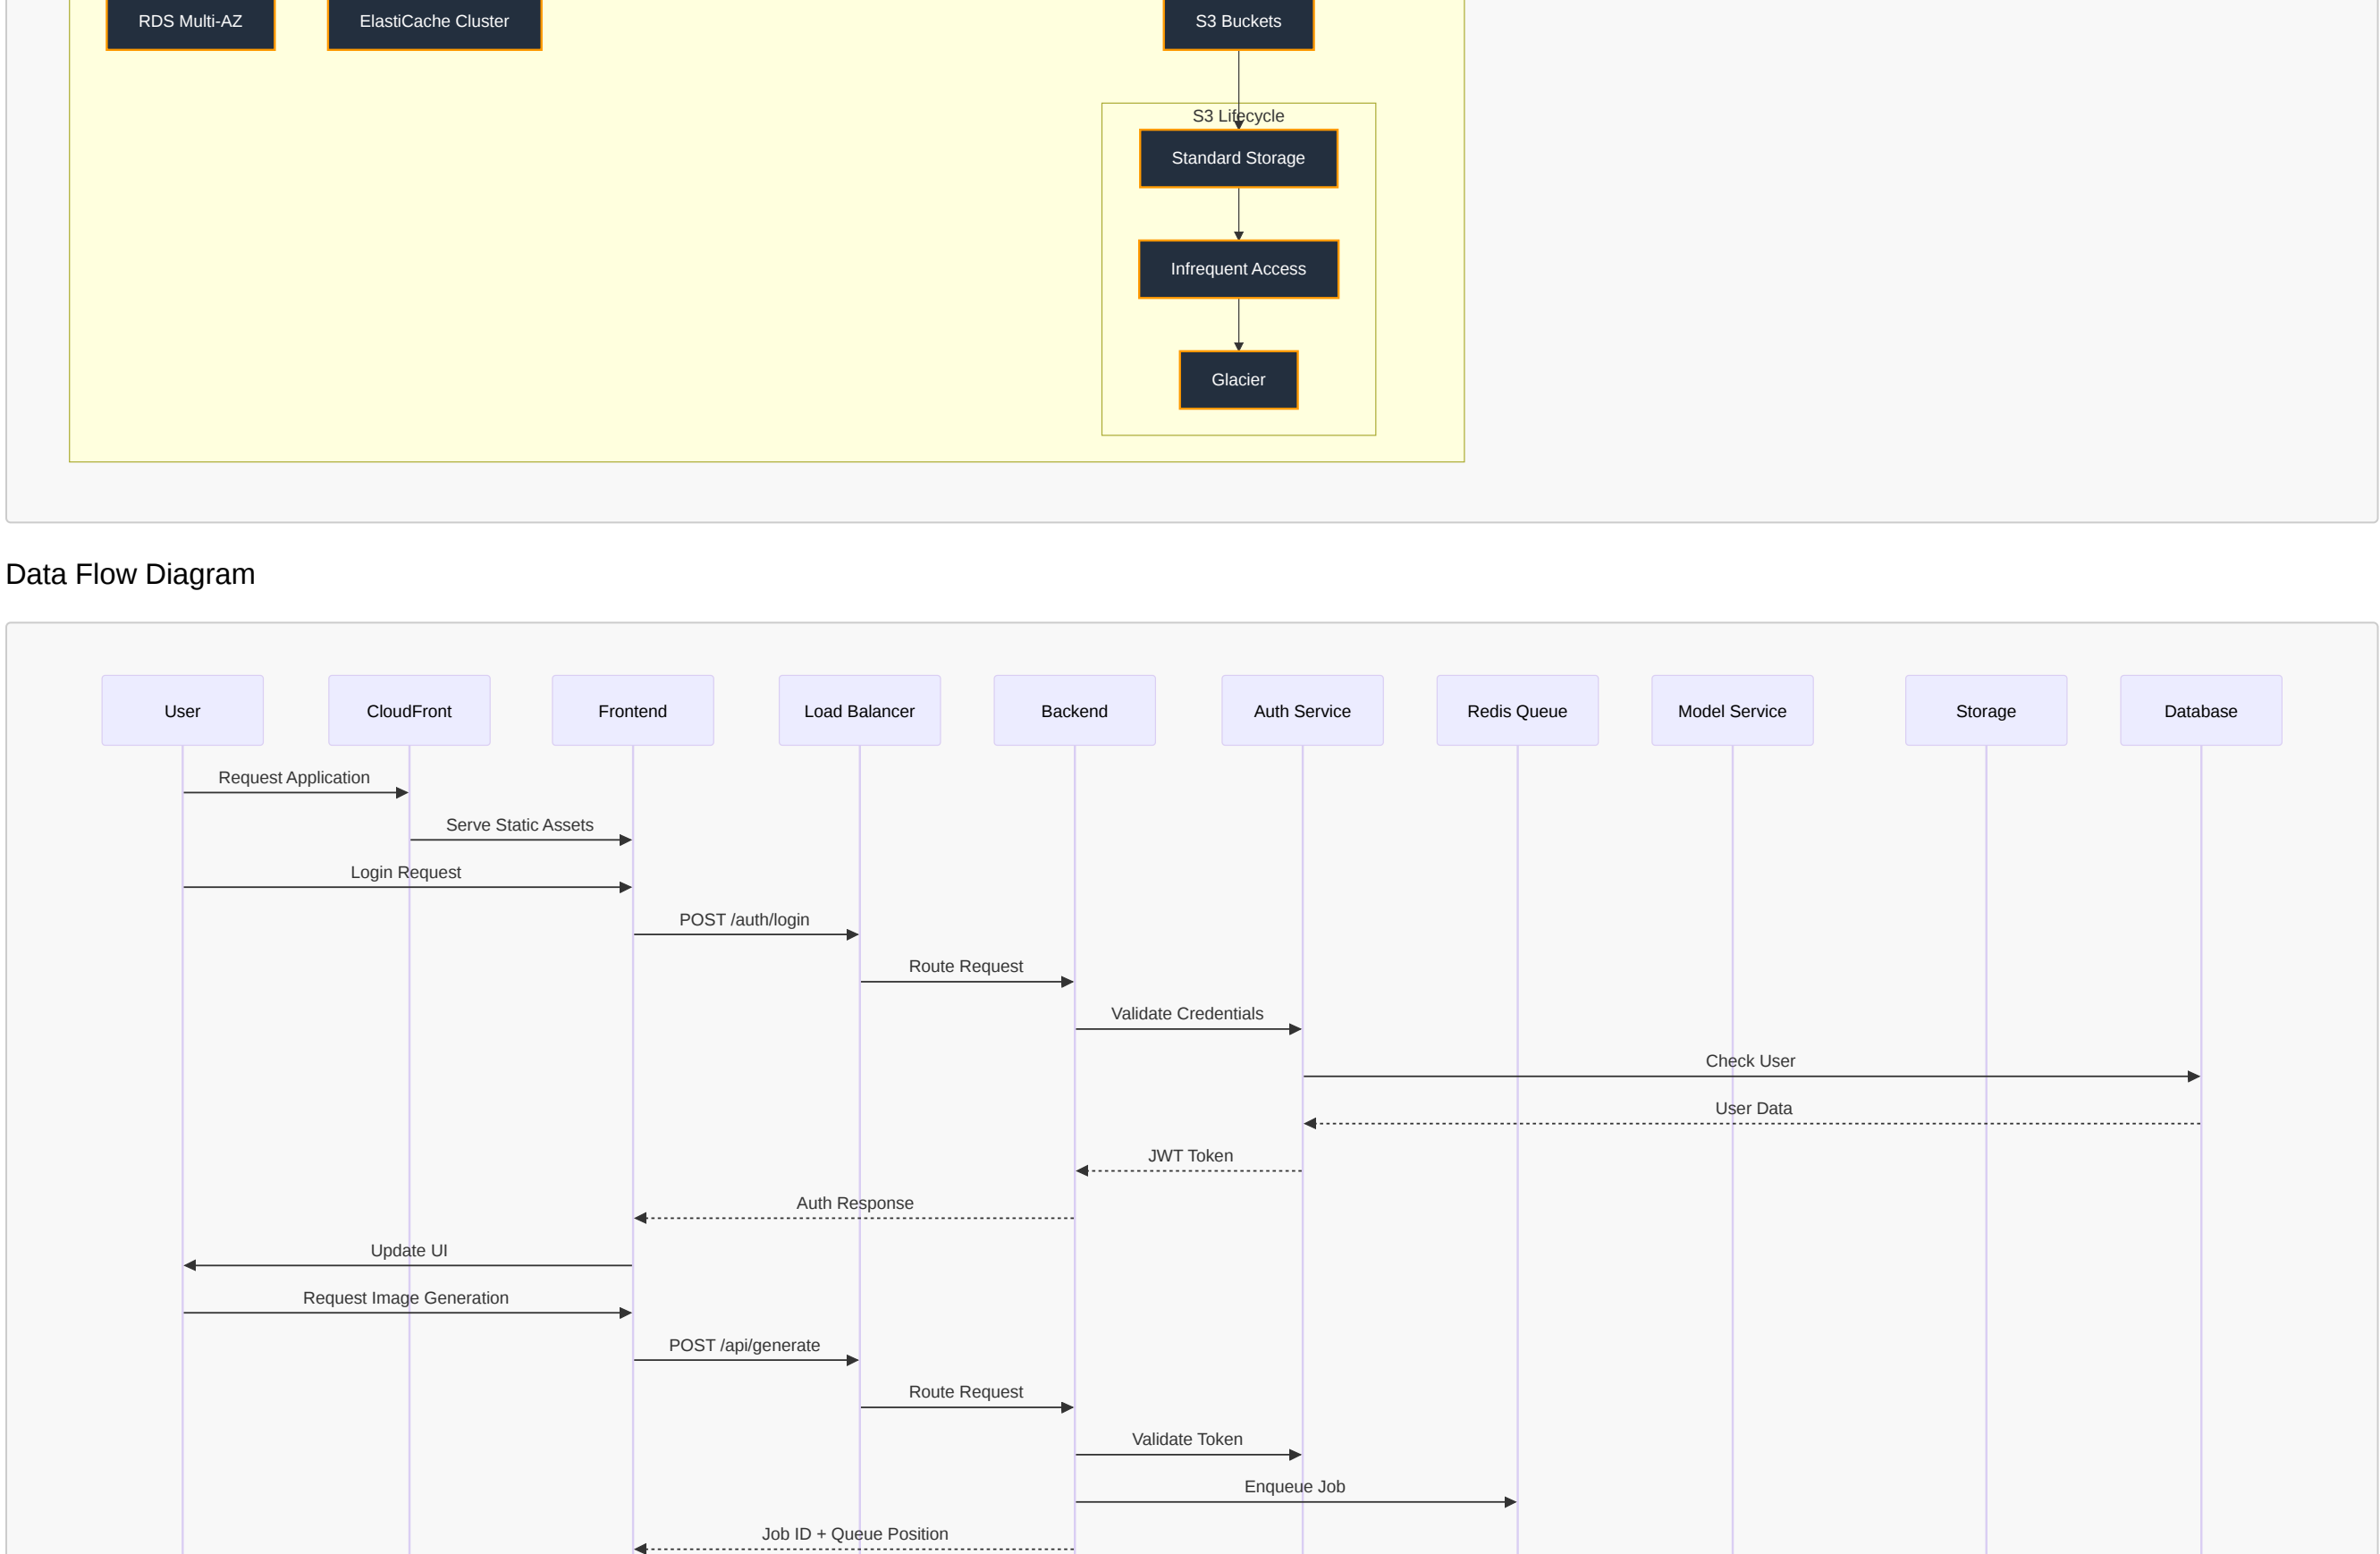 RDS Multi-AZ
ElastiCache Cluster
S3 Buckets
S3 Lifecycle
Standard Storage
Infrequent Access
Glacier
Data Flow Diagram
User
CloudFront
Frontend
Load Balancer
Backend
Auth Service
Redis Queue
Model Service
Storage
Database
Request Application
Serve Static Assets
Login Request
POST /auth/login
Route Request
Validate Credentials
Check User
User Data
JWT Token
Auth Response
Update UI
Request Image Generation
POST /api/generate
Route Request
Validate Token
Enqueue Job
Job ID + Queue Position